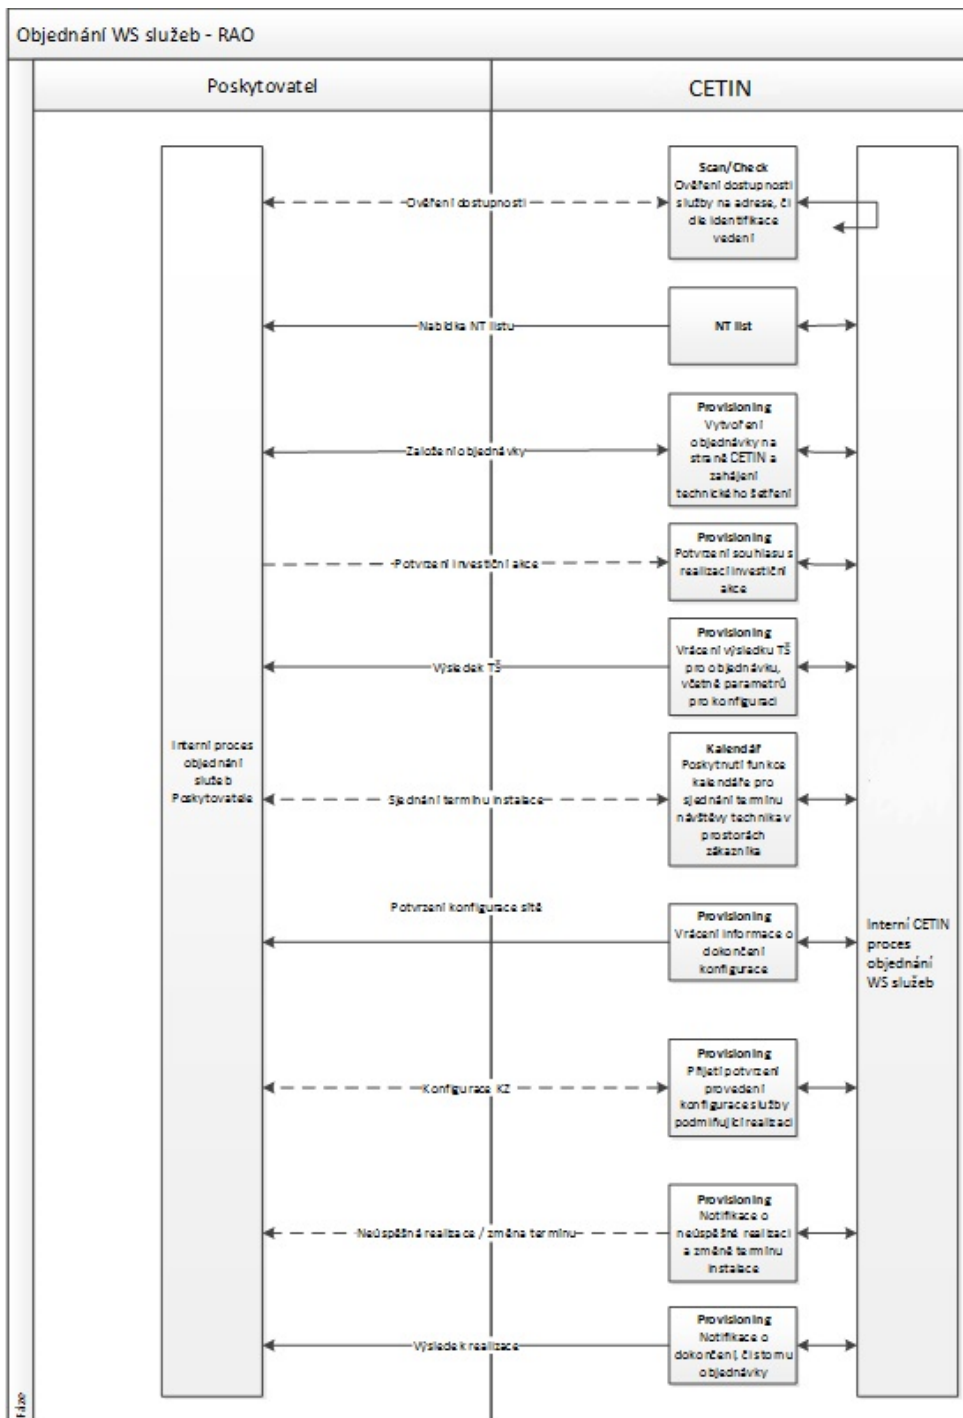 Objednání WS služeb - RAO
Poskytovatel
CETIN
Scan/Check
Ověření dostupnosti
služby na adrese, či
dle identifikace
vedení
Ověření dostupnosti
Nabídka NT listu
NT list
Provisioning
Vytvoření
objednávky na
straně CETIN a
zahájení
technického šetření
Založení objednávky
Provisioning
Potvrzení souhlasu s
realizací investiční
akce
Potvrzení investiční akce
Provisioning
Vrácení výsledku TŠ
pro objednávku,
včetně parametrů
pro konfiguraci
Výsledek TŠ
Interní proces
objednání
služeb
Poskytovatele
Kalendář
Poskytnutí funkce
kalendáře pro
sjednání termínu
návštěvy technika v
prostorách
zákazníka
Sjednání termínu instalace
Potvrzení konfigurace sítě
Provisioning
Vrácení informace o
dokončení
konfigurace
Interní CETIN
proces
objednání
WS služeb
Provisioning
Přijetí potvrzení
provedení
konfigurace služby
podmiňující realizaci
Konfigurace KZ
Provisioning
Notifikace o
neúspěšné realizaci
a změně termínu
instalace
Neúspěšná realizace / změna termínu
Provisioning
Notifikace o
dokončení, či stornu
objednávky
Výsledek realizace
Fáze